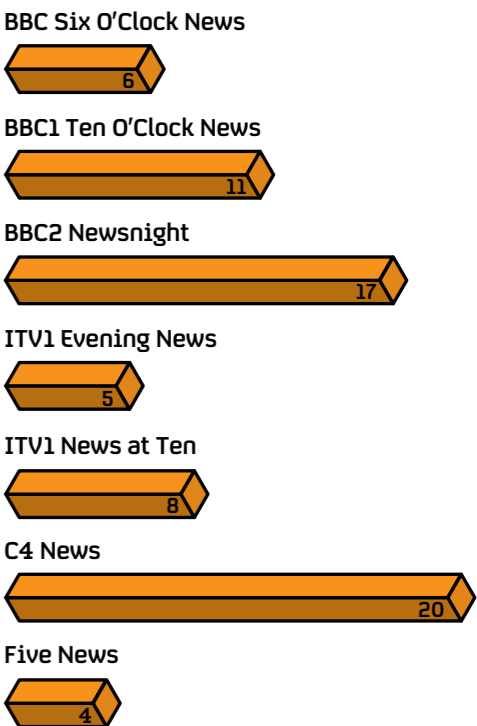 BBC Six O'Clock News
6
BBC1 Ten O'Clock News
11
BBC2 Newsnight
17
ITV1 Evening News
5
ITV1 News at Ten
8
C4 News
20
Five News
4